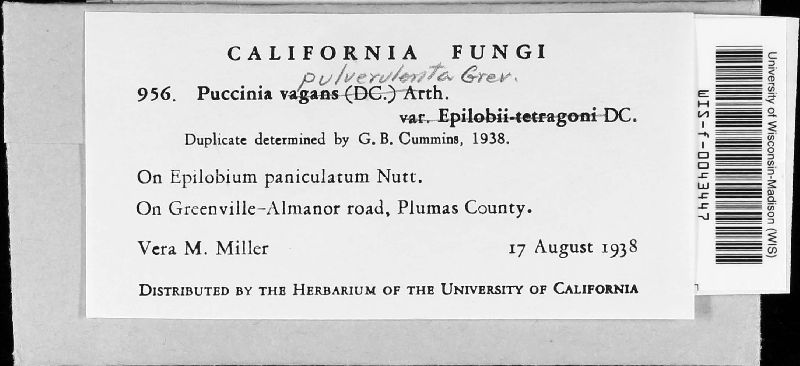 CALIFORNIA FUNGI
pulverulenta Grev.
956. Puccinia vagans (DC.) Arth.
var. Epilobii-tetragoni DC.
Duplicate determined by G. B. Cummins, 1938.
On Epilobium paniculatum Nutt.
On Greenville-Almanor road, Plumas County.
Vera M. Miller 17 August 1938
DISTRIBUTED BY THE HERBARIUM OF THE UNIVERSITY OF CALIFORNIA
WIS-f-0043447
University of Wisconsin-Madison (WIS)